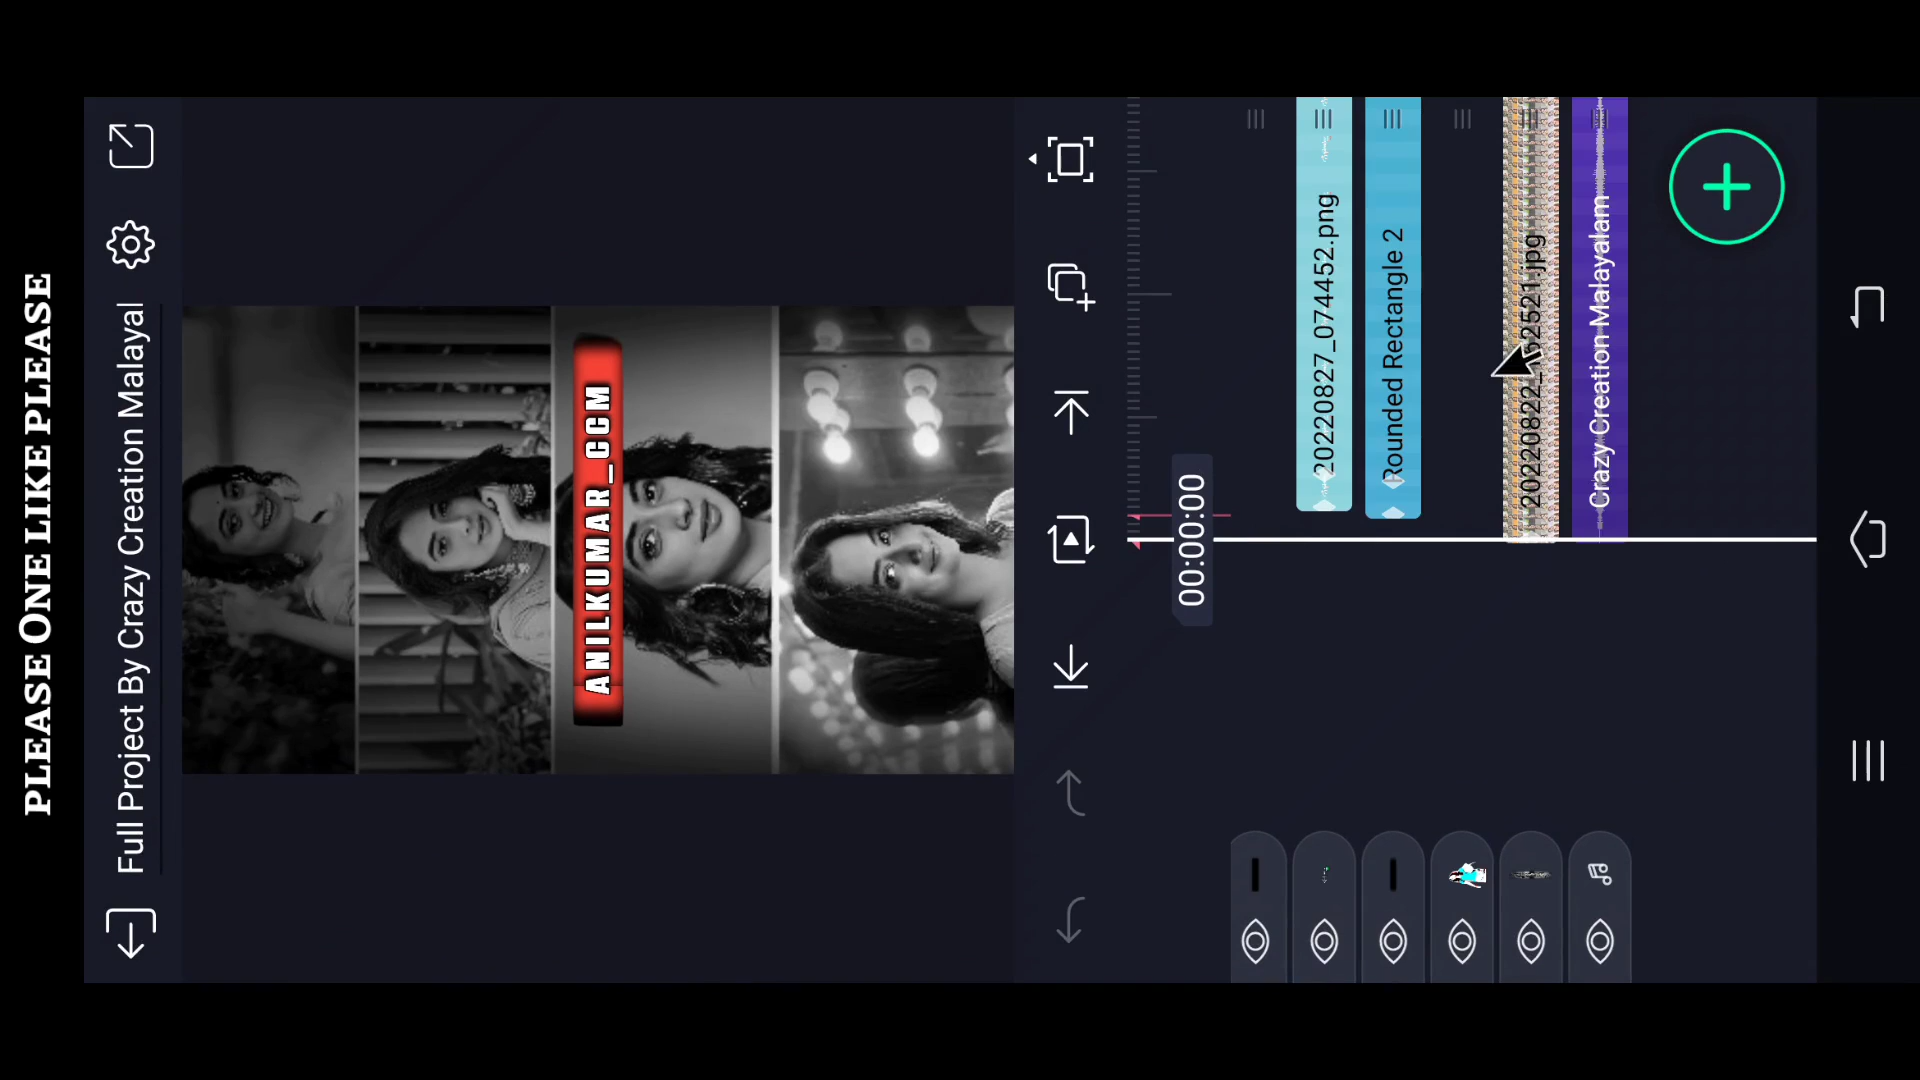 PLEASE ONE LIKE PLEASE
Full Project By Crazy Creation Malayal
ANILKUMAR_CCM
00:00:00
20220827_074452.png
Rounded Rectangle 2
Crazy Creation Malayalam